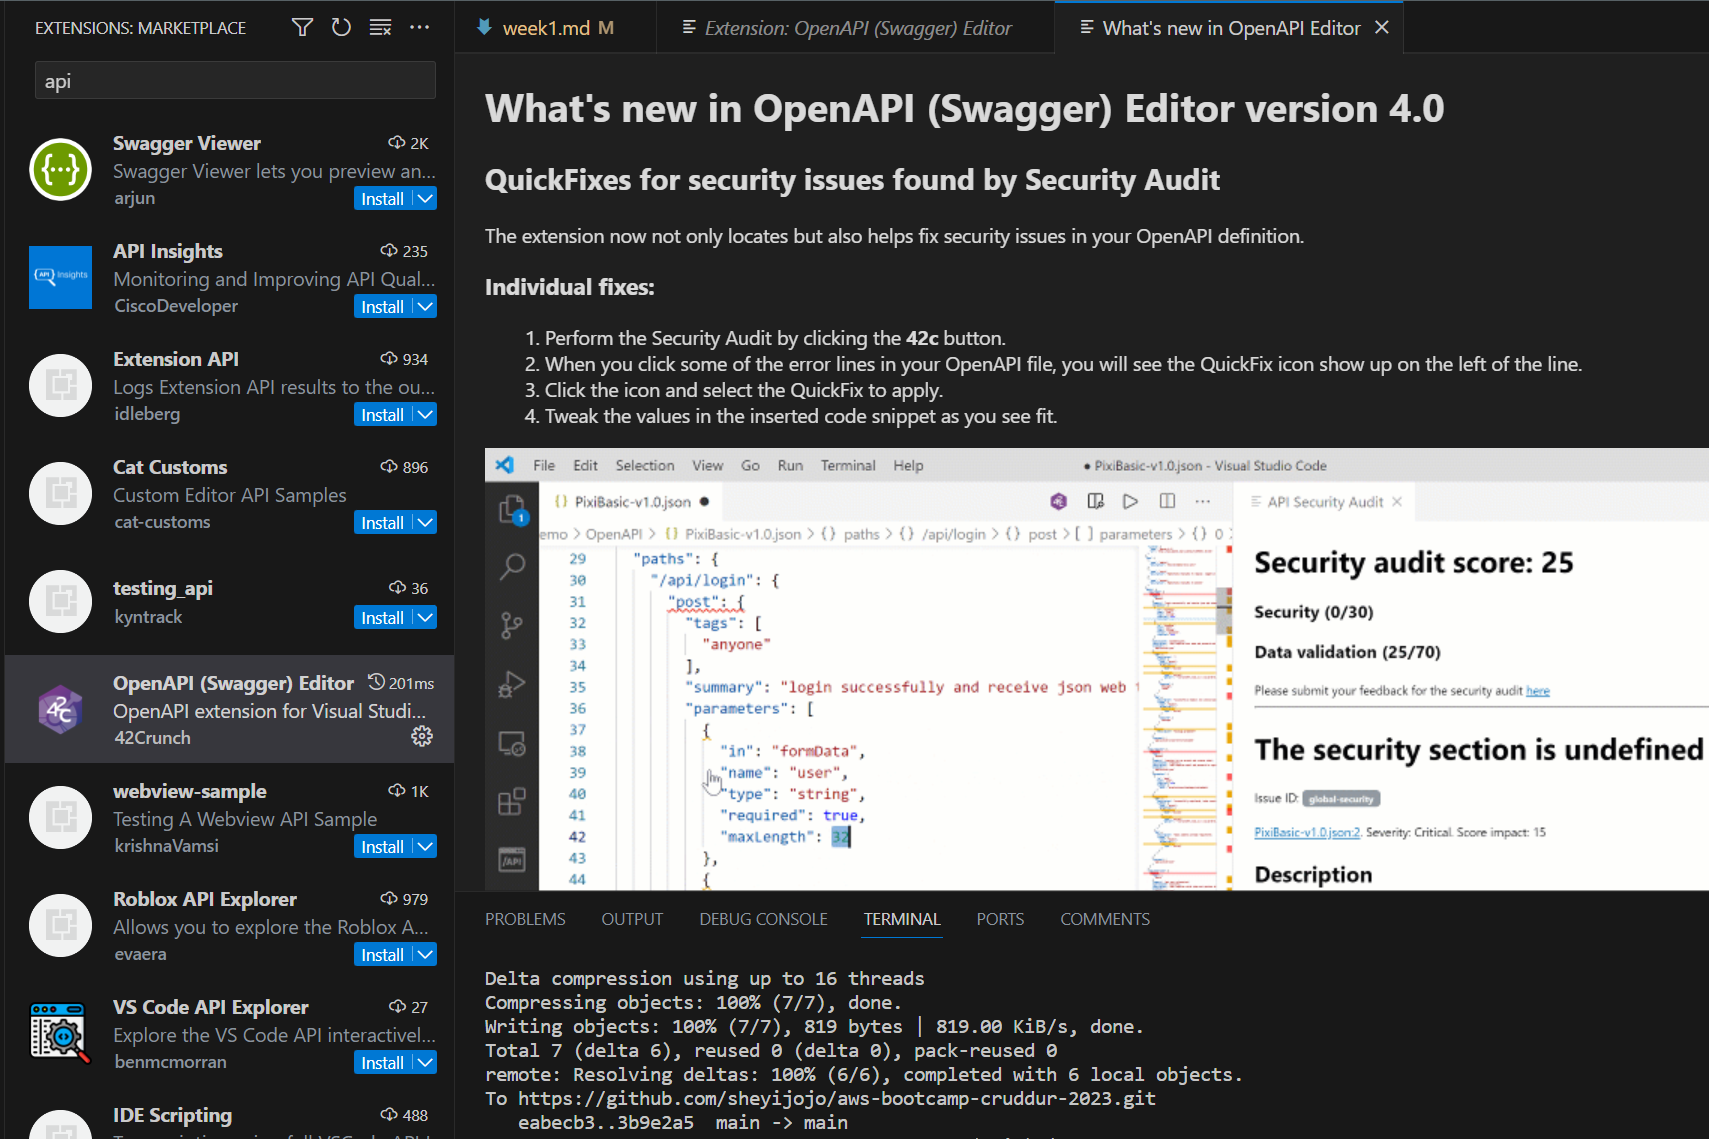 EXTENSIONS: MARKETPLACE
api
Swagger Viewer 2K
Swagger Viewer lets you preview an...
arjun Install
API Insights 235
Monitoring and Improving API Qual...
CiscoDeveloper Install
Extension API 934
Logs Extension API results to the ou...
idleberg Install
Cat Customs 896
Custom Editor API Samples
cat-customs Install
testing_api 36
kyntrack Install
OpenAPI (Swagger) Editor 201ms
OpenAPI extension for Visual Studi...
42Crunch
webview-sample 1K
Testing A Webview API Sample
krishnaVamsi Install
Roblox API Explorer 979
Allows you to explore the Roblox A...
evaera Install
VS Code API Explorer 27
Explore the VS Code API interactivel...
benmcmorran Install
IDE Scripting 488
week1.md M
Extension: OpenAPI (Swagger) Editor
What's new in OpenAPI Editor
What's new in OpenAPI (Swagger) Editor version 4.0
QuickFixes for security issues found by Security Audit
The extension now not only locates but also helps fix security issues in your OpenAPI definition.
Individual fixes:
1. Perform the Security Audit by clicking the 42c button.
2. When you click some of the error lines in your OpenAPI file, you will see the QuickFix icon show up on the left of the line.
3. Click the icon and select the QuickFix to apply.
4. Tweak the values in the inserted code snippet as you see fit.
File Edit Selection View Go Run Terminal Help ● PixiBasic-v1.0.json - Visual Studio Code
{} PixiBasic-v1.0.json ●
emo > OpenAPI > {} PixiBasic-v1.0.json > {} paths > {} /api/login > {} post > [ ] parameters > {} 0 >
29 "paths": {
30 "/api/login": {
31 "post": {
32 "tags": [
33 "anyone"
34 ],
35 "summary": "login successfully and receive json web
36 "parameters": [
37 {
38 "in": "formData",
39 "name": "user",
40 "type": "string",
41 "required": true,
42 "maxLength": 32
43 },
44 {
API Security Audit
Security audit score: 25
Security (0/30)
Data validation (25/70)
Please submit your feedback for the security audit here
The security section is undefined
Issue ID: global-security
PixiBasic-v1.0.json:2. Severity: Critical. Score impact: 15
Description
PROBLEMS OUTPUT DEBUG CONSOLE TERMINAL PORTS COMMENTS
Delta compression using up to 16 threads
Compressing objects: 100% (7/7), done.
Writing objects: 100% (7/7), 819 bytes | 819.00 KiB/s, done.
Total 7 (delta 6), reused 0 (delta 0), pack-reused 0
remote: Resolving deltas: 100% (6/6), completed with 6 local objects.
To https://github.com/sheyijojo/aws-bootcamp-cruddur-2023.git
eabecb3..3b9e2a5 main -> main